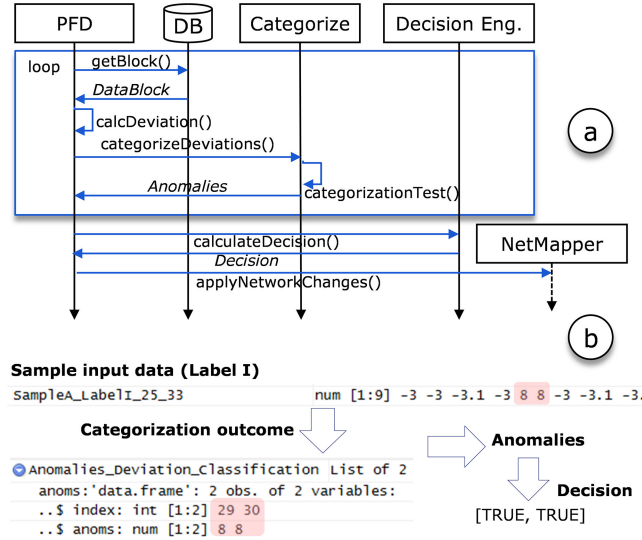 PFD DB Categorize Decision Eng.
loop getBlock()
DataBlock
calcDeviation()
a
categorizeDeviations()
Anomalies categorizationTest()
calculateDecision() NetMapper
Decision
applyNetworkChanges()
b
Sample input data (Label I)
SampleA_LabelI_25_33 num [1:9] -3 -3 -3.1 -3 8 8 -3 -3.1 -3.
Categorization outcome
Anomalies
Anomalies_Deviation_Classification List of 2
anoms:'data.frame': 2 obs. of 2 variables:
Decision
..$ index: int [1:2] 29 30
[TRUE, TRUE]
..$ anoms: num [1:2] 8 8